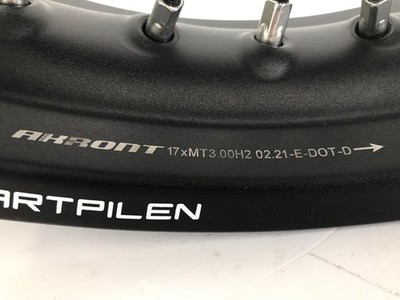 AKRONT 17xMT3.00H2 02.21-E-DOT-D→
ARTPILEN